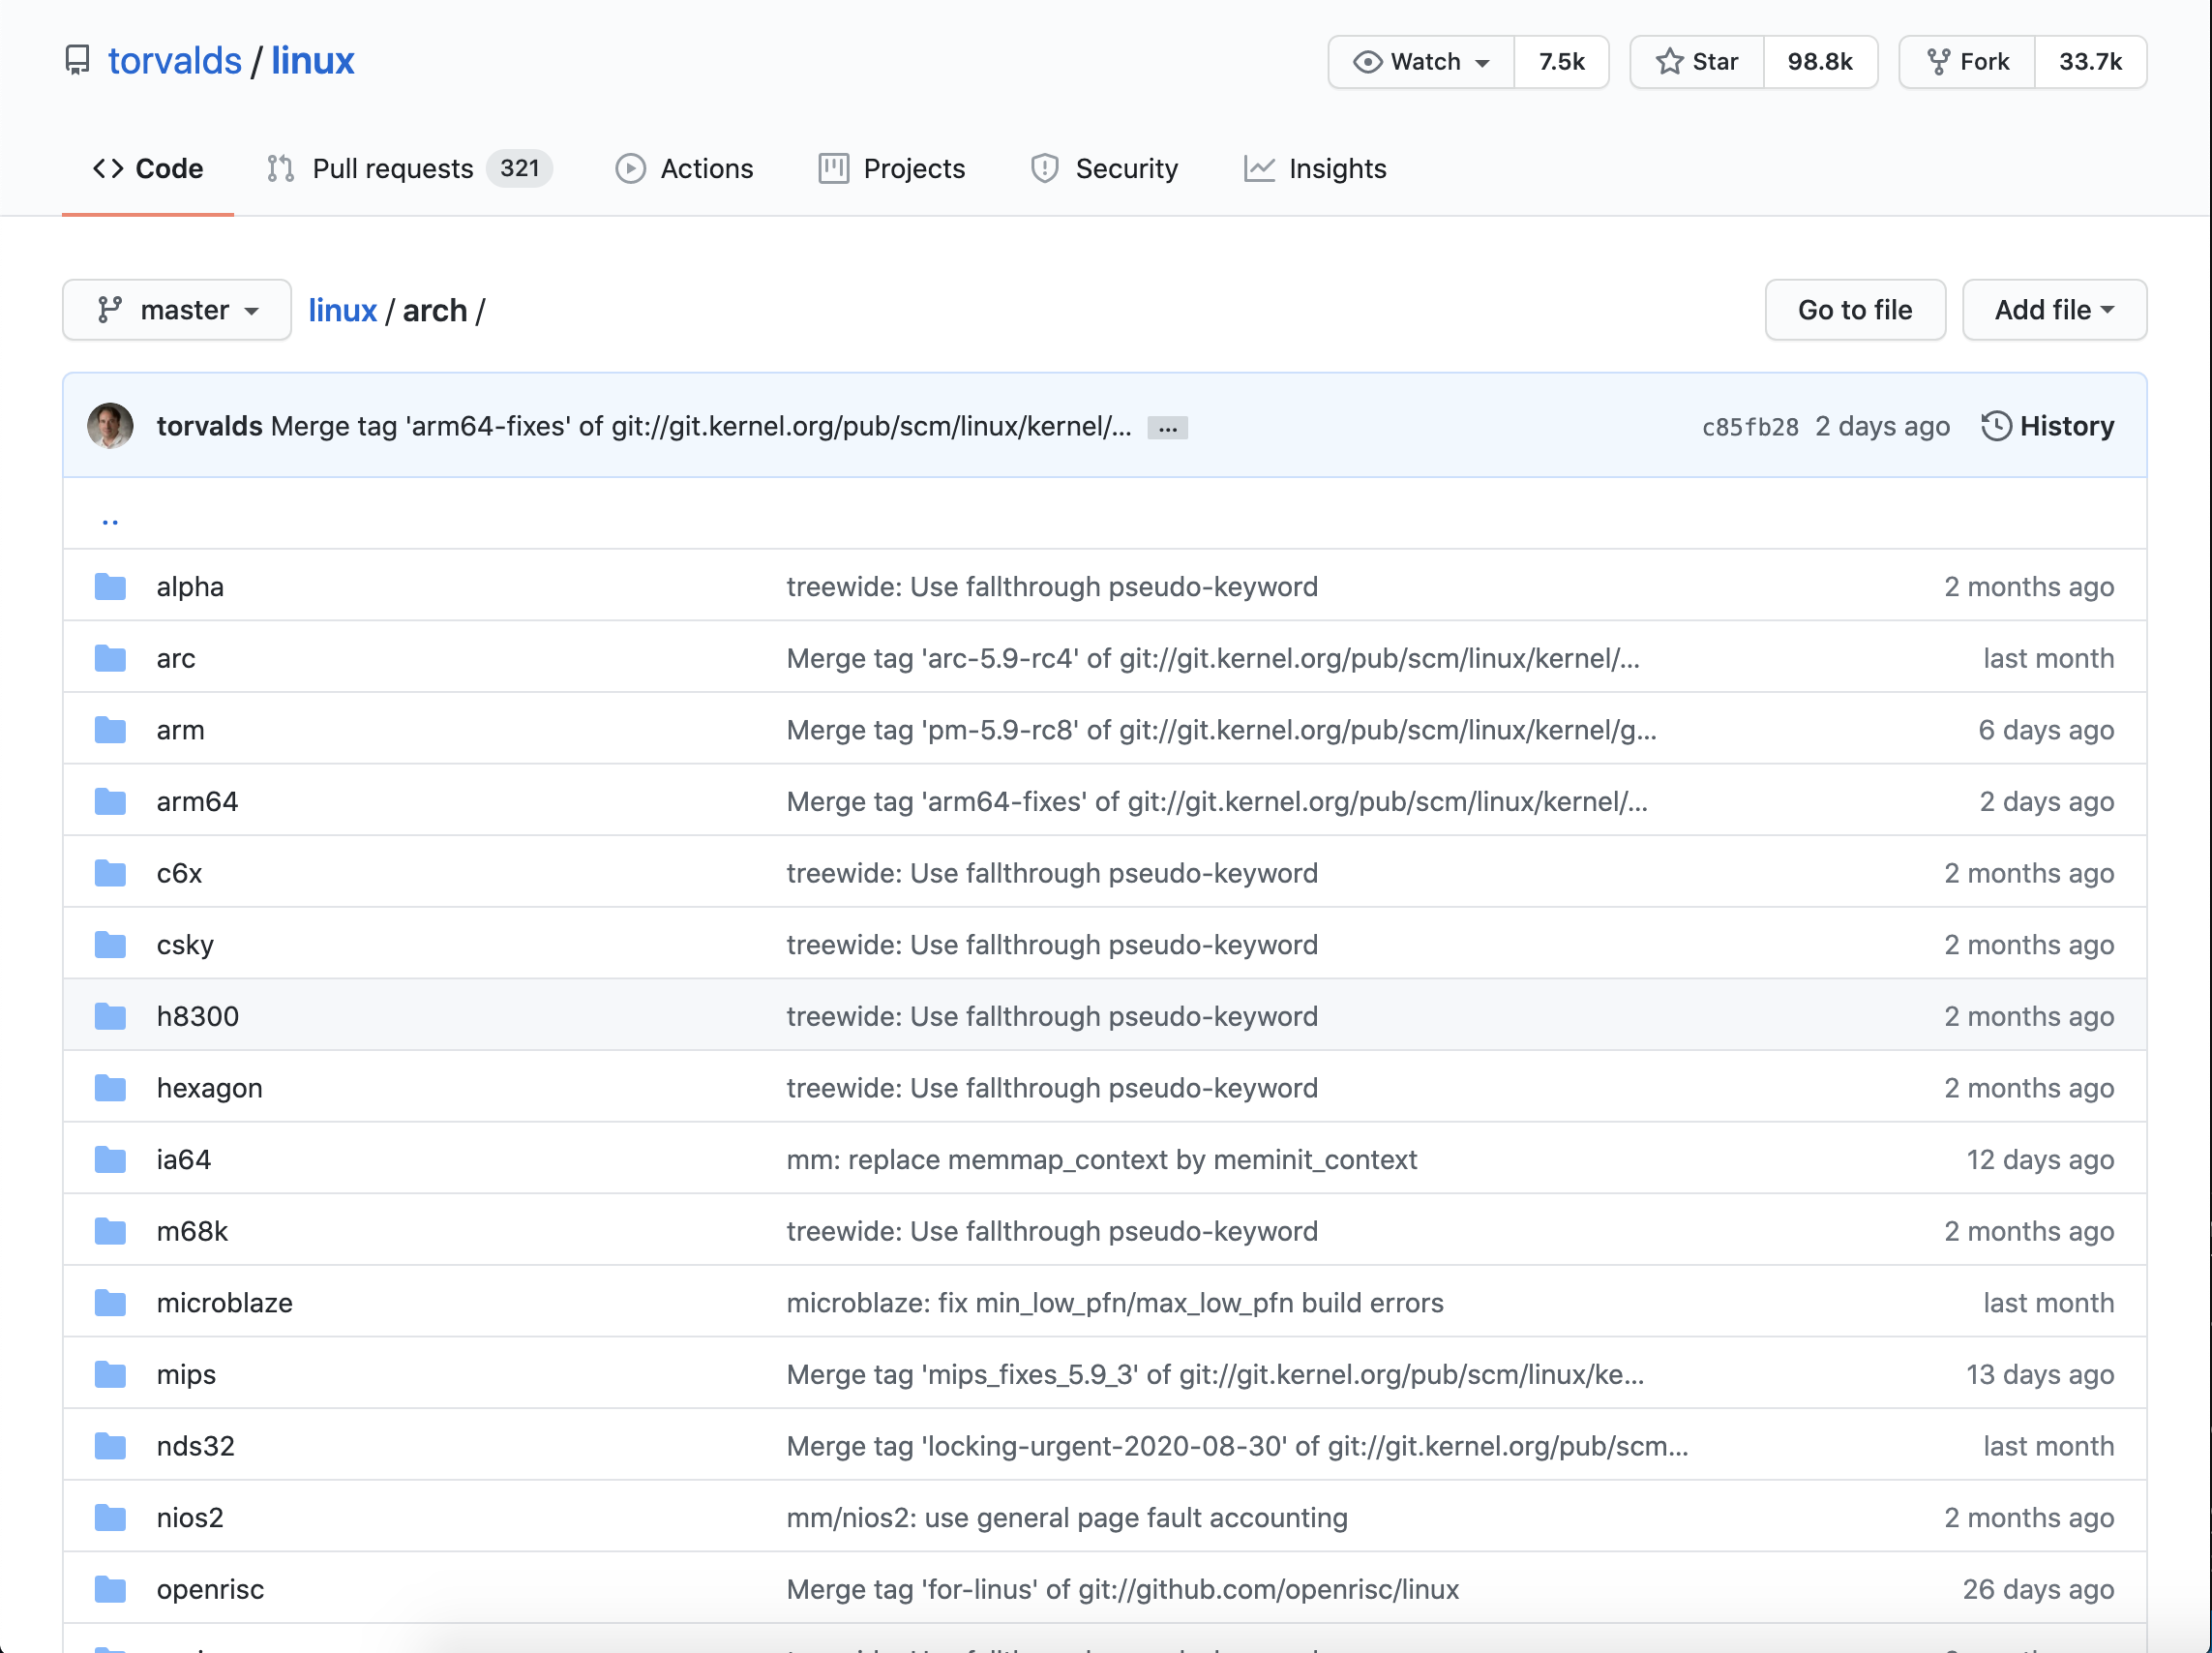 torvalds / linux
Watch 7.5k Star 98.8k Fork 33.7k
Code Pull requests 321 Actions Projects Security Insights
master linux / arch / Go to file Add file
torvalds Merge tag 'arm64-fixes' of git://git.kernel.org/pub/scm/linux/kernel/... ... c85fb28 2 days ago History
..
alpha treewide: Use fallthrough pseudo-keyword 2 months ago
arc Merge tag 'arc-5.9-rc4' of git://git.kernel.org/pub/scm/linux/kernel/... last month
arm Merge tag 'pm-5.9-rc8' of git://git.kernel.org/pub/scm/linux/kernel/g... 6 days ago
arm64 Merge tag 'arm64-fixes' of git://git.kernel.org/pub/scm/linux/kernel/... 2 days ago
c6x treewide: Use fallthrough pseudo-keyword 2 months ago
csky treewide: Use fallthrough pseudo-keyword 2 months ago
h8300 treewide: Use fallthrough pseudo-keyword 2 months ago
hexagon treewide: Use fallthrough pseudo-keyword 2 months ago
ia64 mm: replace memmap_context by meminit_context 12 days ago
m68k treewide: Use fallthrough pseudo-keyword 2 months ago
microblaze microblaze: fix min_low_pfn/max_low_pfn build errors last month
mips Merge tag 'mips_fixes_5.9_3' of git://git.kernel.org/pub/scm/linux/ke... 13 days ago
nds32 Merge tag 'locking-urgent-2020-08-30' of git://git.kernel.org/pub/scm... last month
nios2 mm/nios2: use general page fault accounting 2 months ago
openrisc Merge tag 'for-linus' of git://github.com/openrisc/linux 26 days ago